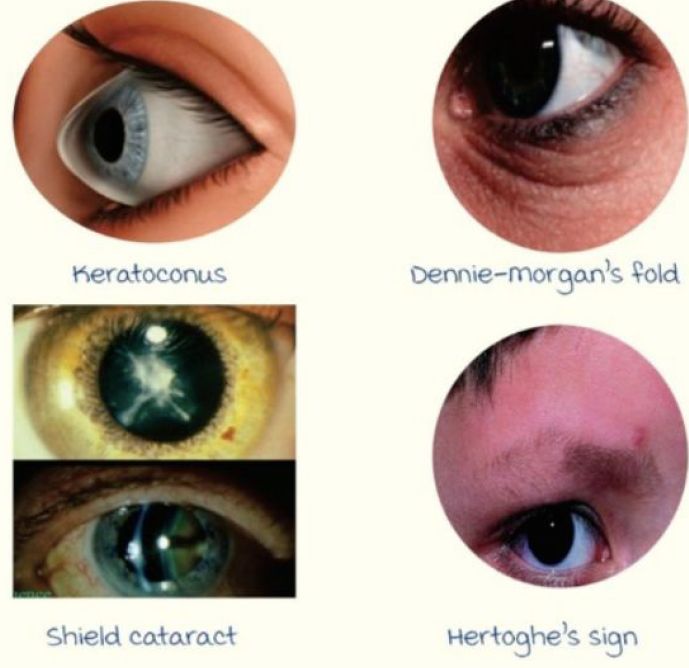 Keratoconus
Dennie-morgan's fold
Shield cataract
Hertoghe's sign